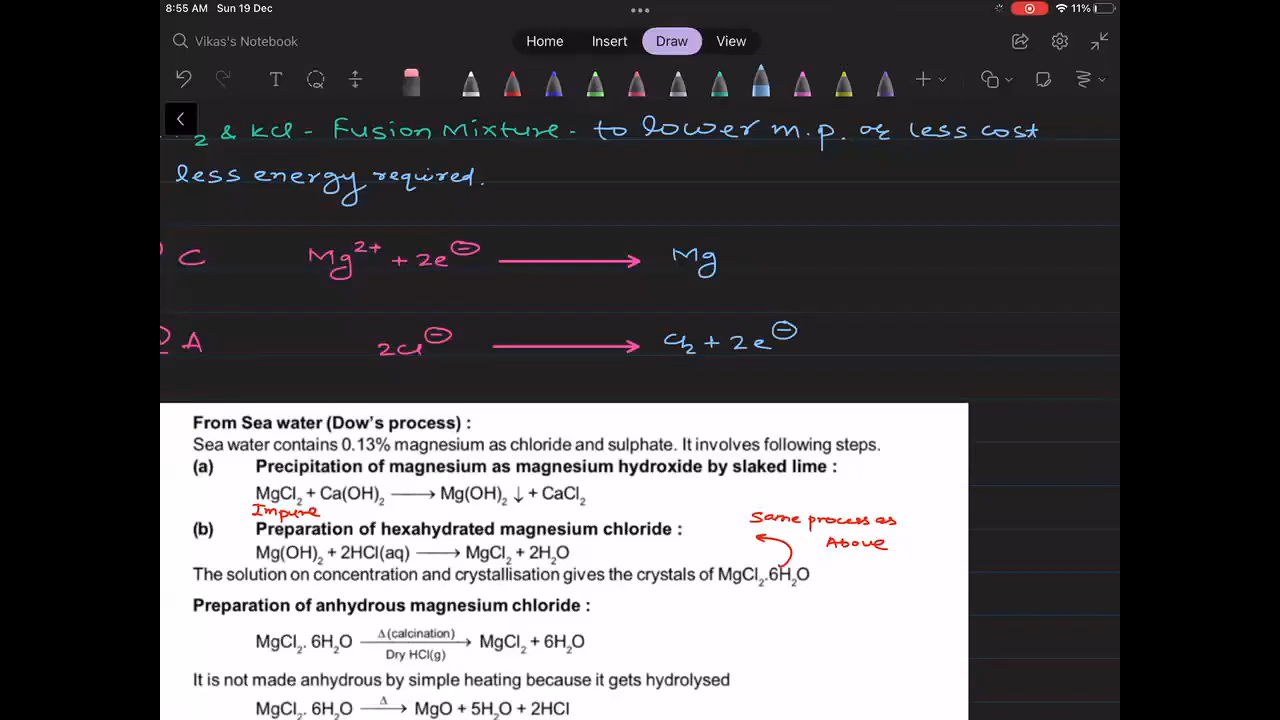 8:55 AM Sun 19 Dec
11%
Vikas's Notebook
Home Insert Draw View
2 & KCl - Fusion Mixture - to lower m.p. or less cost
less energy required.
C Mg²⁺ + 2e⊖ ⟶ Mg
A 2Cl⊖ ⟶ Cl₂ + 2e⊖
From Sea water (Dow's process) :
Sea water contains 0.13% magnesium as chloride and sulphate. It involves following steps.
(a) Precipitation of magnesium as magnesium hydroxide by slaked lime :
MgCl₂ + Ca(OH)₂ ⟶ Mg(OH)₂ ↓ + CaCl₂
Impure
Same process as
Above
(b) Preparation of hexahydrated magnesium chloride :
Mg(OH)₂ + 2HCl(aq) ⟶ MgCl₂ + 2H₂O
The solution on concentration and crystallisation gives the crystals of MgCl₂.6H₂O
Preparation of anhydrous magnesium chloride :
MgCl₂. 6H₂O Δ(calcination) Dry HCl(g) ⟶ MgCl₂ + 6H₂O
It is not made anhydrous by simple heating because it gets hydrolysed
MgCl₂. 6H₂O Δ ⟶ MgO + 5H₂O + 2HCl